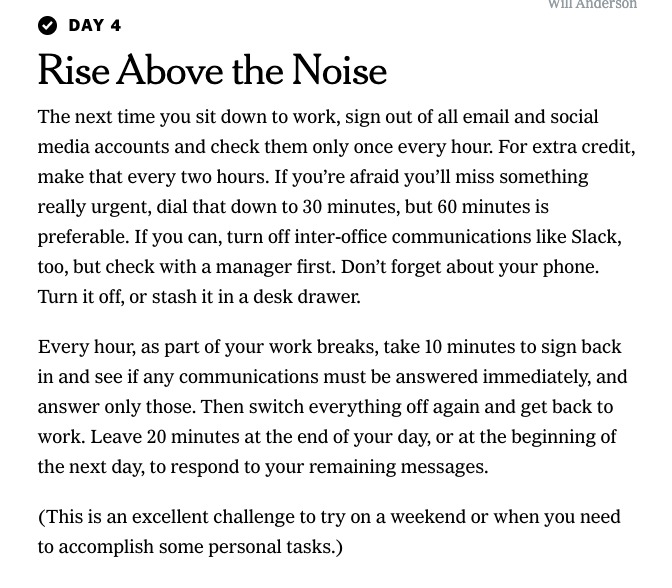 Will Anderson
DAY 4
Rise Above the Noise
The next time you sit down to work, sign out of all email and social
media accounts and check them only once every hour. For extra credit,
make that every two hours. If you’re afraid you’ll miss something
really urgent, dial that down to 30 minutes, but 60 minutes is
preferable. If you can, turn off inter-office communications like Slack,
too, but check with a manager first. Don’t forget about your phone.
Turn it off, or stash it in a desk drawer.
Every hour, as part of your work breaks, take 10 minutes to sign back
in and see if any communications must be answered immediately, and
answer only those. Then switch everything off again and get back to
work. Leave 20 minutes at the end of your day, or at the beginning of
the next day, to respond to your remaining messages.
(This is an excellent challenge to try on a weekend or when you need
to accomplish some personal tasks.)